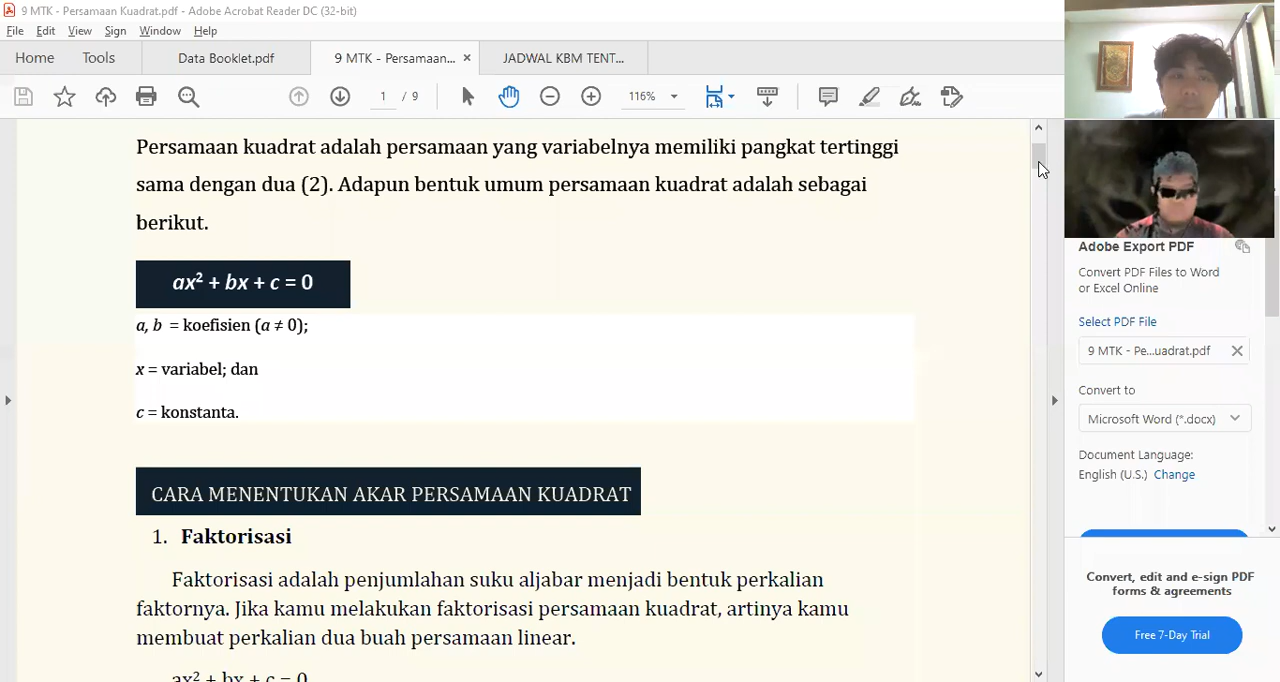 9 MTK - Persamaan Kuadrat.pdf - Adobe Acrobat Reader DC (32-bit)
File Edit View Sign Window Help
Home Tools Data Booklet.pdf 9 MTK - Persamaan... × JADWAL KBM TENT...
1 / 9 116%
Persamaan kuadrat adalah persamaan yang variabelnya memiliki pangkat tertinggi
sama dengan dua (2). Adapun bentuk umum persamaan kuadrat adalah sebagai
berikut.
ax² + bx + c = 0
a, b = koefisien (a ≠ 0);
x = variabel; dan
c = konstanta.
CARA MENENTUKAN AKAR PERSAMAAN KUADRAT
1. Faktorisasi
Faktorisasi adalah penjumlahan suku aljabar menjadi bentuk perkalian
faktornya. Jika kamu melakukan faktorisasi persamaan kuadrat, artinya kamu
membuat perkalian dua buah persamaan linear.
ax² + bx + c = 0
Adobe Export PDF
Convert PDF Files to Word
or Excel Online
Select PDF File
9 MTK - Pe...uadrat.pdf
Convert to
Microsoft Word (*.docx)
Document Language:
English (U.S.) Change
Convert, edit and e-sign PDF
forms & agreements
Free 7-Day Trial